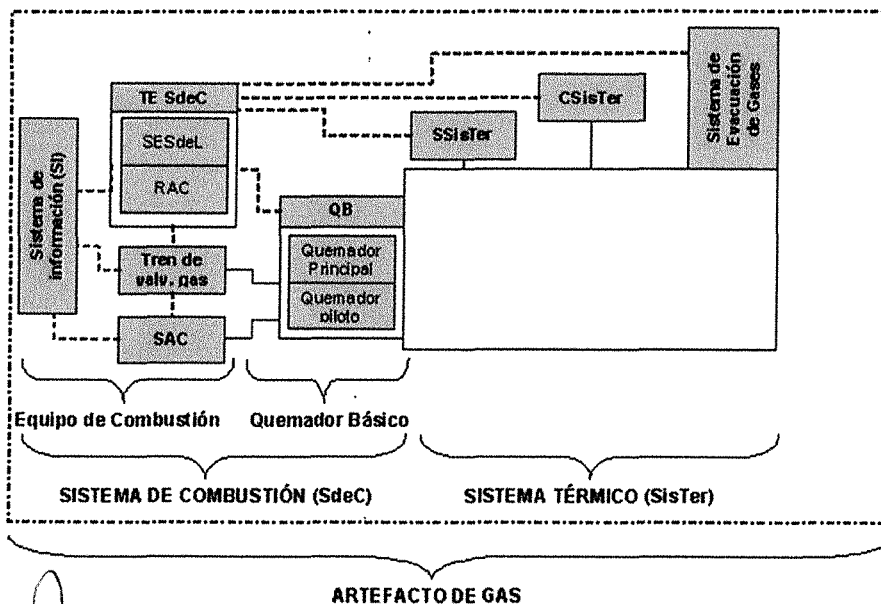 Sistema de
información (SI)
TE SdeC
SESdeL
RAC
Tren de
valv. gas
SAC
QB
Quemador
Principal
Quemador
piloto
SSisTer
CSisTer
Sistema de
Evacuación
de Gases
Equipo de Combustión
Quemador Básico
SISTEMA DE COMBUSTIÓN (SdeC)
SISTEMA TÉRMICO (SisTer)
ARTEFACTO DE GAS